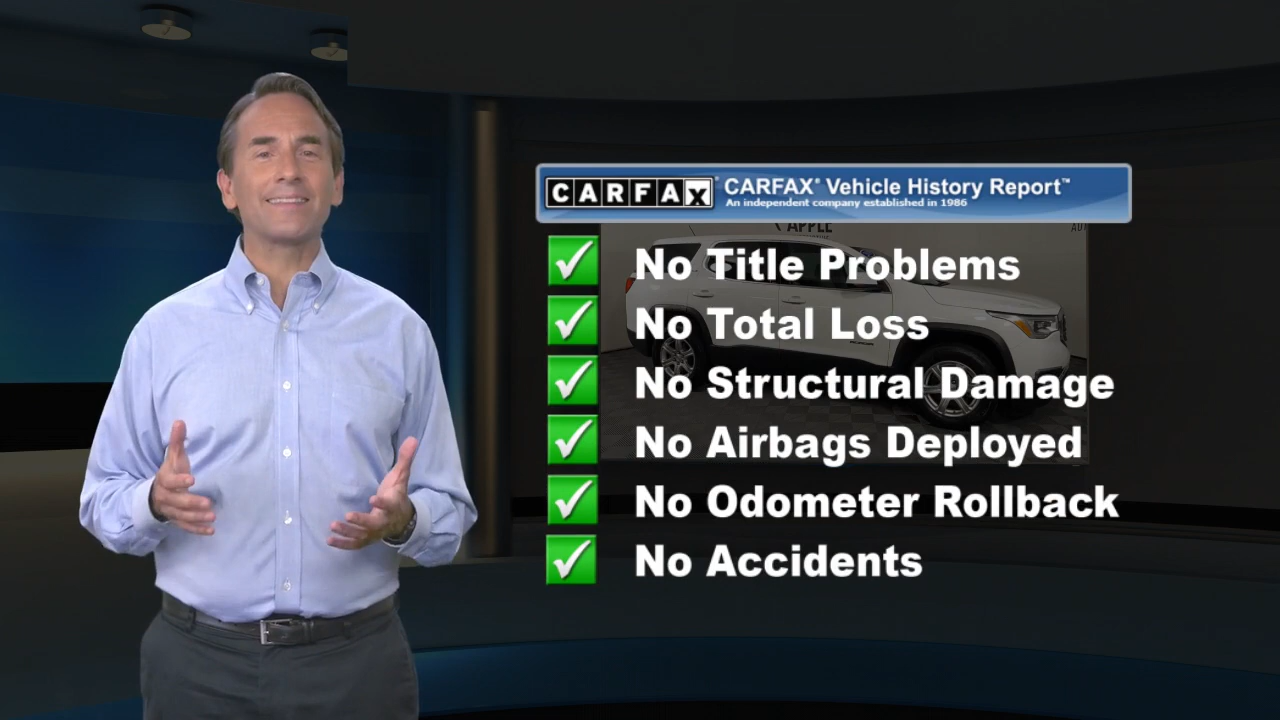 CARFAX® CARFAX® Vehicle History Report™
An independent company established in 1986
APPLE
No Title Problems
No Total Loss
No Structural Damage
No Airbags Deployed
No Odometer Rollback
No Accidents